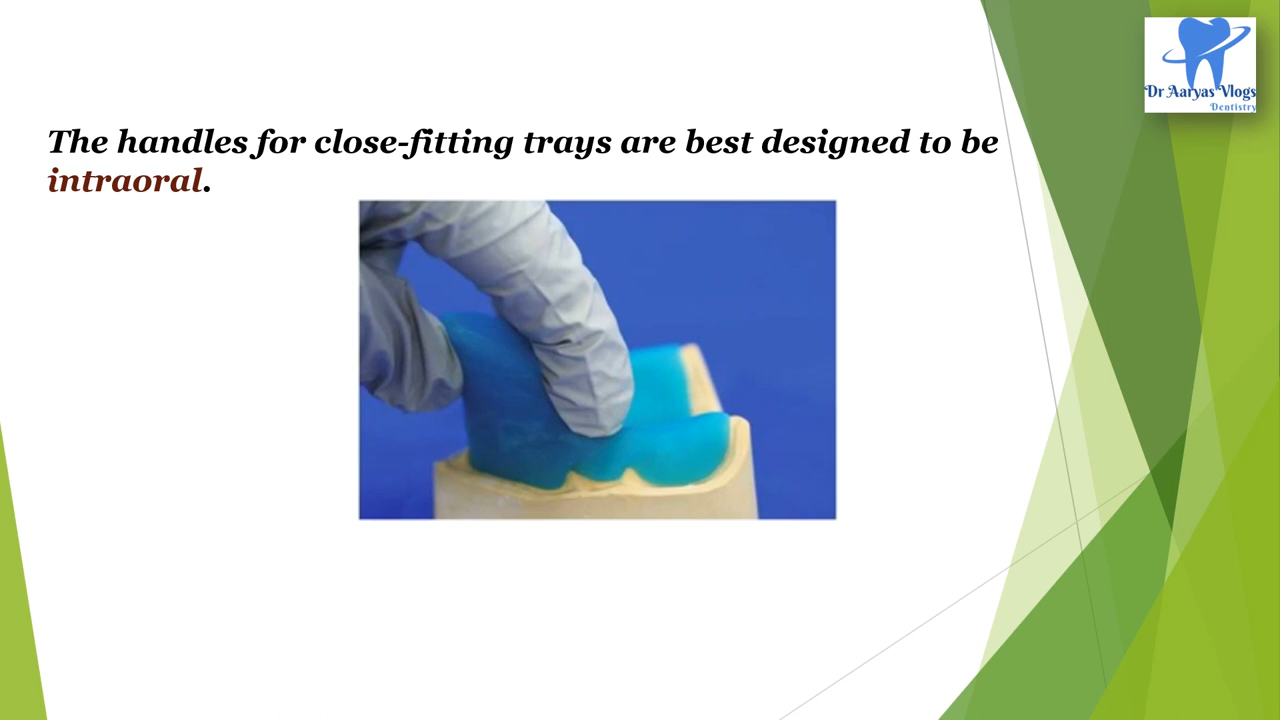 Dr Aaryas Vlogs
Dentistry
The handles for close-fitting trays are best designed to be
intraoral.